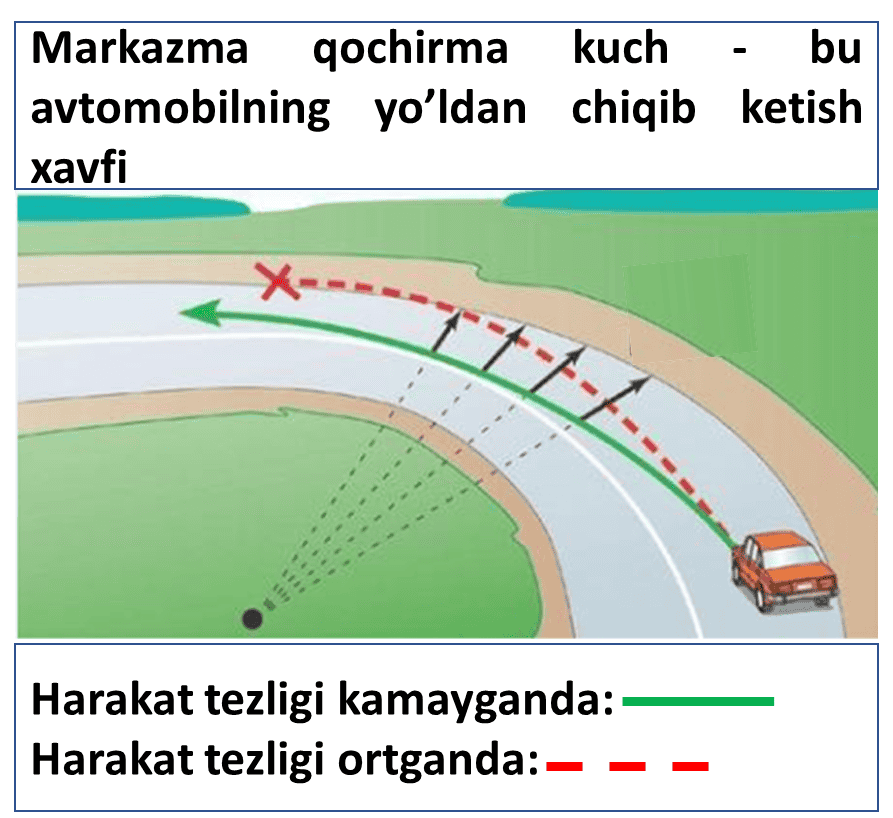 Markazma qochirma kuch - bu
avtomobilning yo’ldan chiqib ketish
xavfi
Harakat tezligi kamayganda:
Harakat tezligi ortganda: